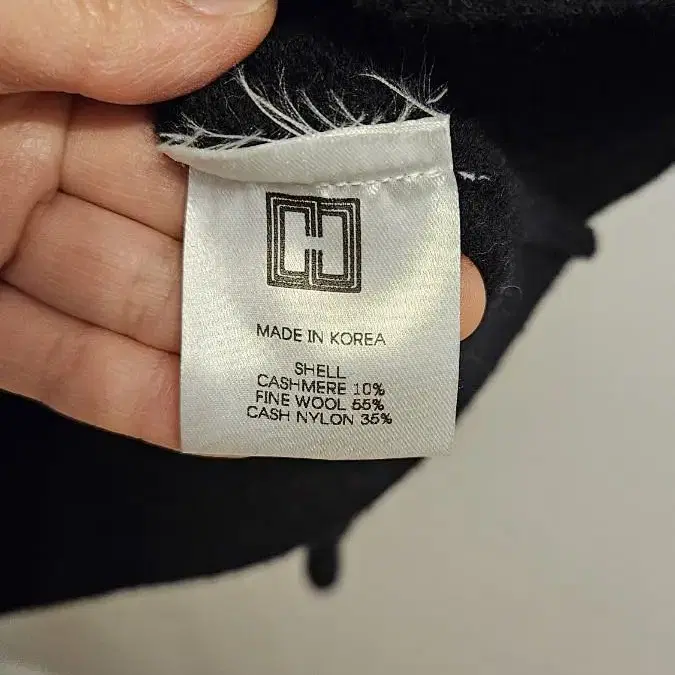 MADE IN KOREA
SHELL
CASHMERE 10%
FINE WOOL 55%
CASH NYLON 35%